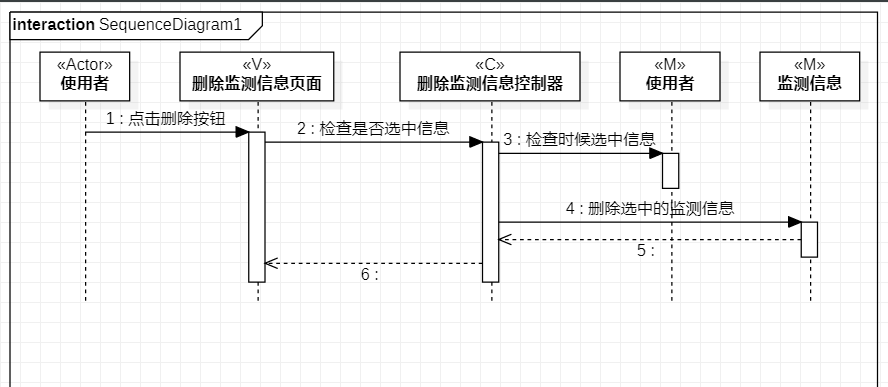 interaction SequenceDiagram1
«Actor»
使用者
«V»
删除监测信息页面
«C»
删除监测信息控制器
«M»
使用者
«M»
监测信息
1 : 点击删除按钮
2 : 检查是否选中信息
3 : 检查时候选中信息
4 : 删除选中的监测信息
5 :
6 :